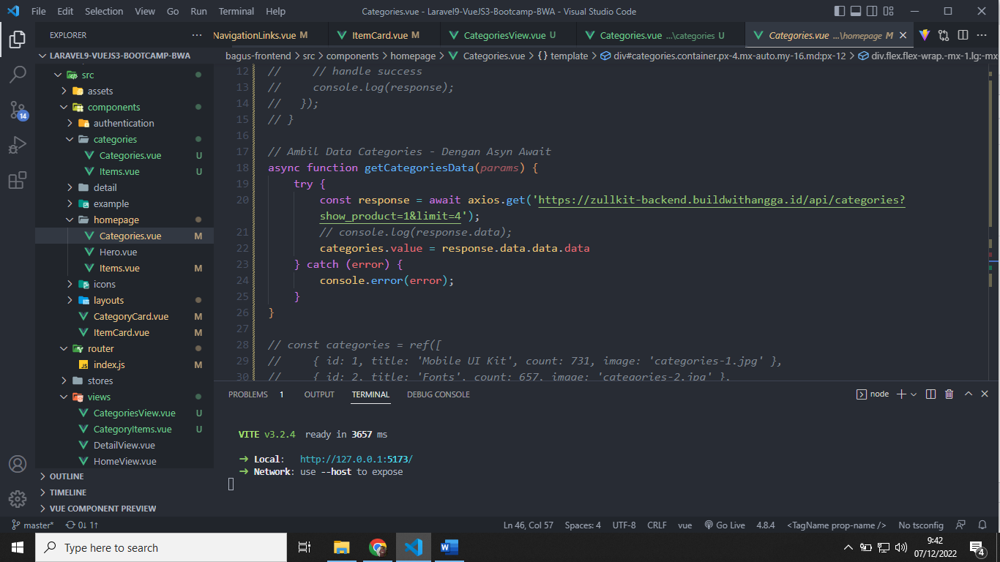 File Edit Selection View Go Run Terminal Help Categories.vue - Laravel9-VueJS3-Bootcamp-BWA - Visual Studio Code
EXPLORER ···
NavigationLinks.vue M ItemCard.vue M CategoriesView.vue U Categories.vue ...\categories U Categories.vue ...\homepage M
LARAVEL9-VUEJS3-BOOTCAMP-BWA
bagus-frontend > src > components > homepage > Categories.vue > {} template > div#categories.container.px-4.mx-auto.my-16.md:px-12 > div.flex.flex-wrap.-mx-1.lg:-mx
src
assets
components
authentication
categories
Categories.vue U
Items.vue U
detail
example
homepage
Categories.vue M
Hero.vue
Items.vue M
icons
layouts
CategoryCard.vue M
ItemCard.vue M
router
JS index.js M
stores
views
CategoriesView.vue U
CategoryItems.vue U
DetailView.vue
HomeView.vue
OUTLINE
TIMELINE
VUE COMPONENT PREVIEW
14
12 //     // handle success
13 //     console.log(response);
14 //   });
15 // }
16
17 // Ambil Data Categories - Dengan Asyn Await
18 async function getCategoriesData(params) {
19     try {
20         const response = await axios.get('https://zullkit-backend.buildwithangga.id/api/categories?
show_product=1&limit=4');
21         // console.log(response.data);
22         categories.value = response.data.data.data
23     } catch (error) {
24         console.error(error);
25     }
26 }
27
28 // const categories = ref([
29 //     { id: 1, title: 'Mobile UI Kit', count: 731, image: 'categories-1.jpg' },
30 //     { id: 2, title: 'Fonts', count: 657, image: 'categories-2.jpg' },
PROBLEMS 1 OUTPUT TERMINAL DEBUG CONSOLE node
VITE v3.2.4 ready in 3657 ms
➜ Local: http://127.0.0.1:5173/
➜ Network: use --host to expose
master* 0↓ 1↑ Ln 46, Col 57 Spaces: 4 UTF-8 CRLF vue Go Live 4.8.4 <TagName prop-name /> No tsconfig
Type here to search
9:42
07/12/2022
4